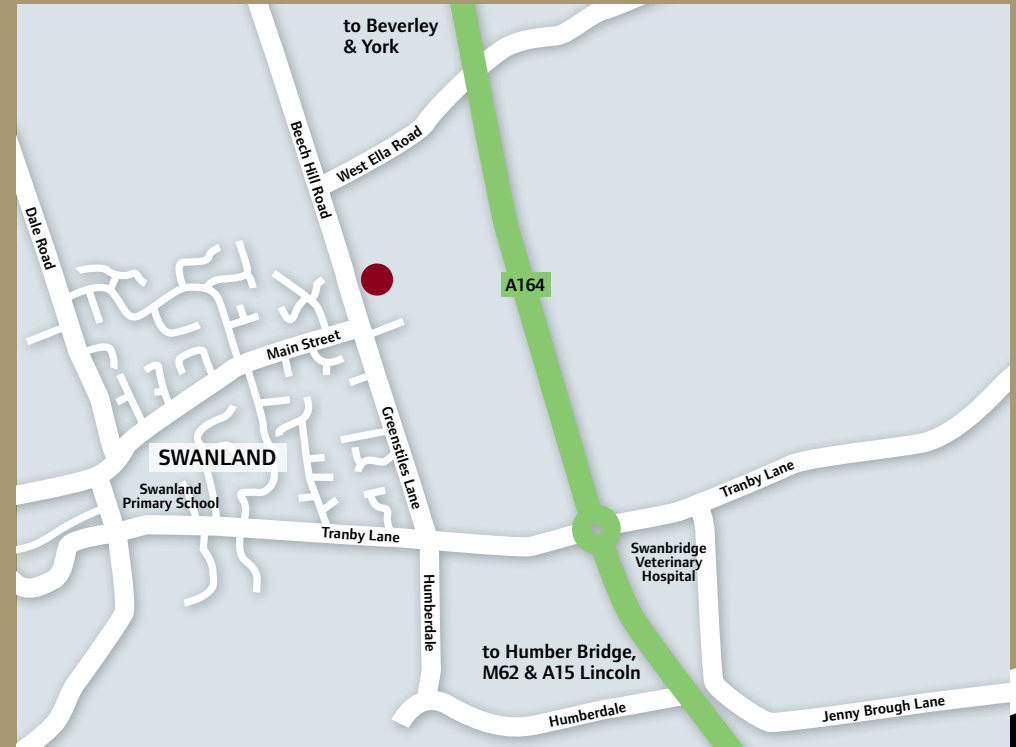 to Beverley
& York
Beech Hill Road
West Ella Road
Dale Road
A164
Main Street
Greenstiles Lane
SWANLAND
Swanland
Primary School
Tranby Lane
Tranby Lane
Swanbridge
Veterinary
Hospital
Humberdale
to Humber Bridge,
M62 & A15 Lincoln
Humberdale
Jenny Brough Lane